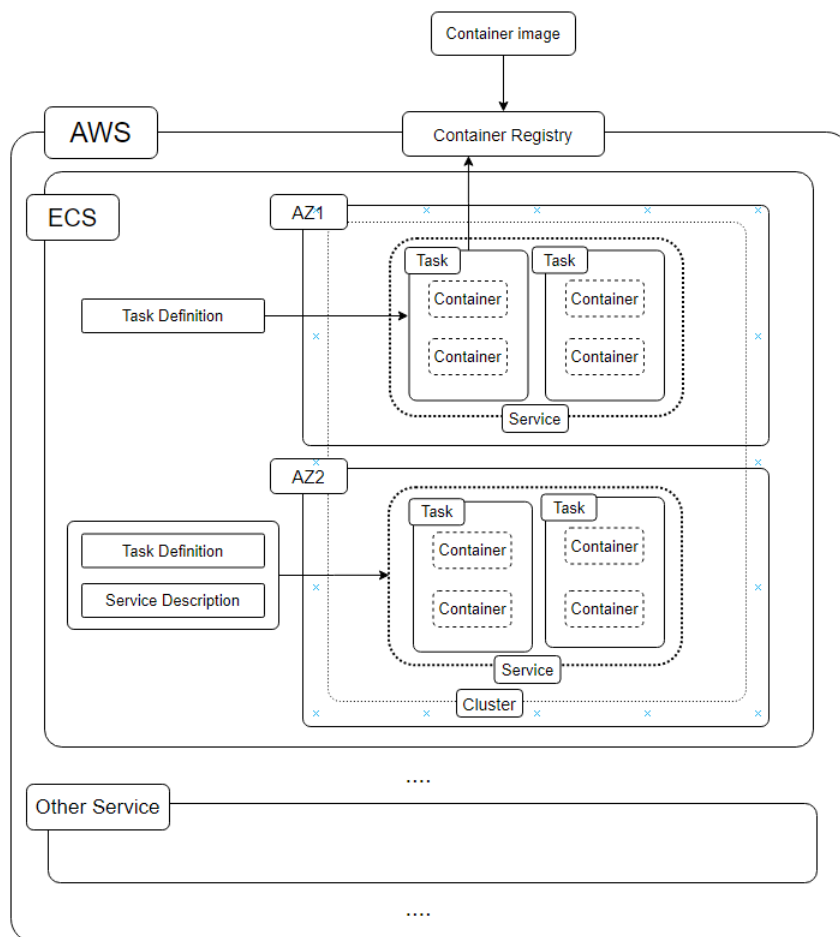 Container image
AWS
Container Registry
ECS
AZ1
Task
Task
Container
Container
Task Definition
Container
Container
Service
AZ2
Task
Task
Task Definition
Container
Container
Service Description
Container
Container
Service
Cluster
....
Other Service
....